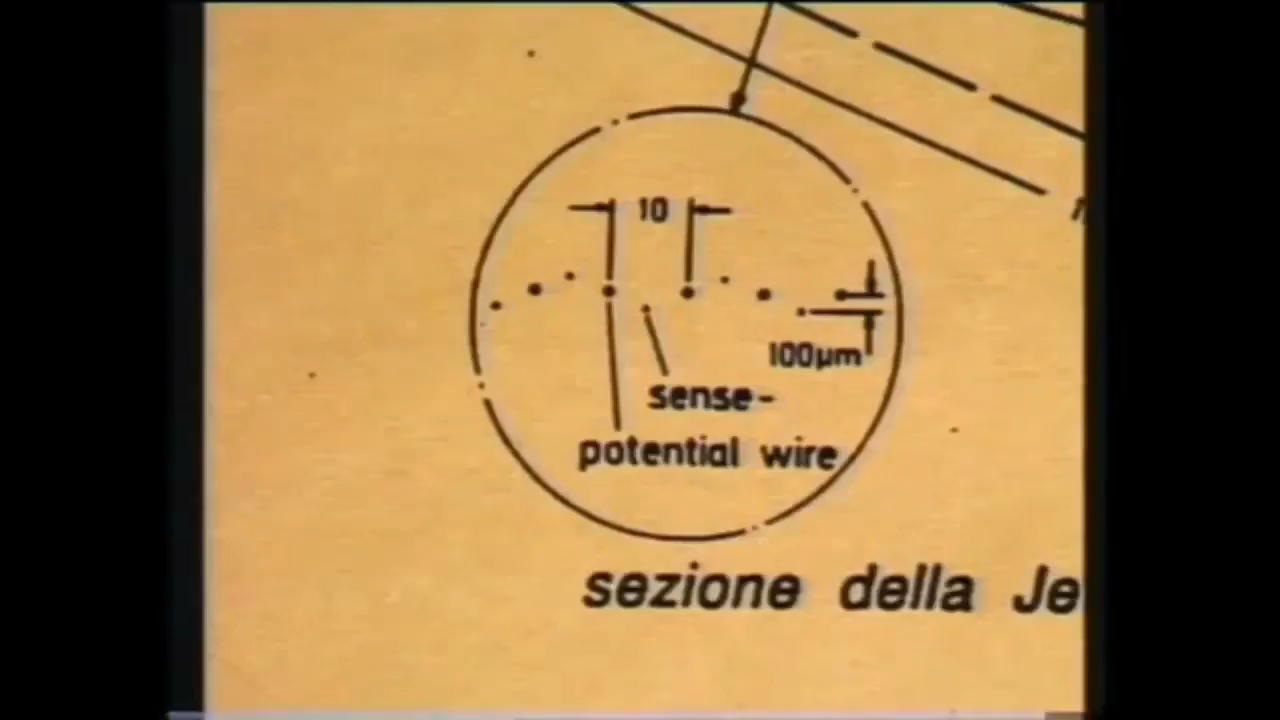 10
100µm
sense-
potential wire
sezione della Je